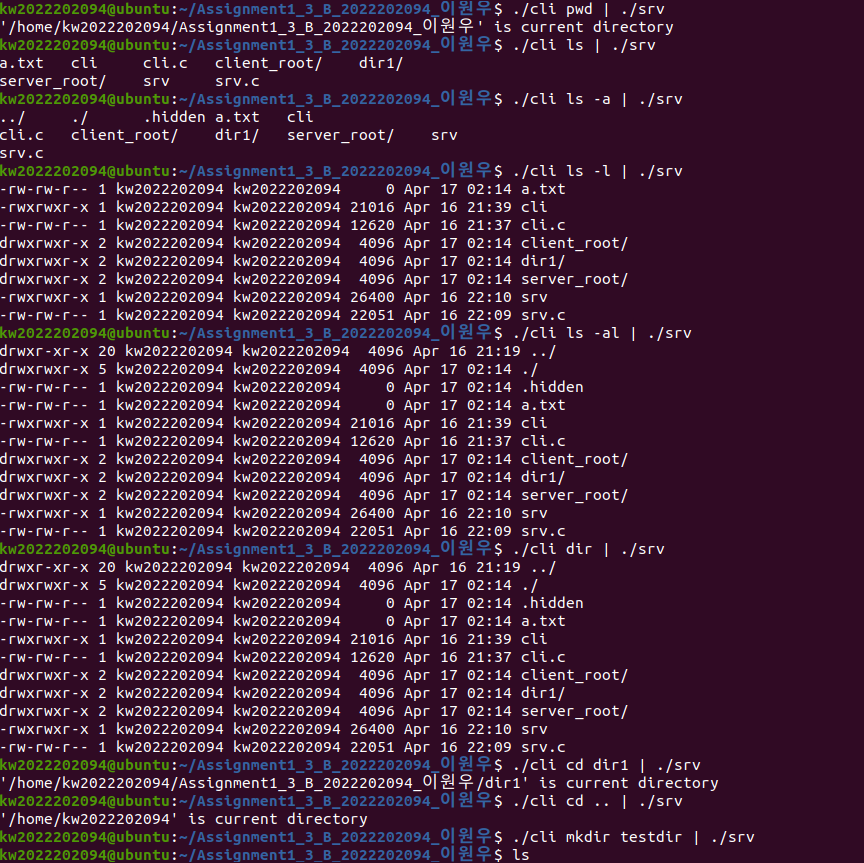 kw2022202094@ubuntu:~/Assignment1_3_B_2022202094_이원우$ ./cli pwd | ./srv
'/home/kw2022202094/Assignment1_3_B_2022202094_이원우' is current directory
kw2022202094@ubuntu:~/Assignment1_3_B_2022202094_이원우$ ./cli ls | ./srv
a.txt   cli     cli.c   client_root/    dir1/
server_root/    srv     srv.c
kw2022202094@ubuntu:~/Assignment1_3_B_2022202094_이원우$ ./cli ls -a | ./srv
../     ./      .hidden a.txt   cli
cli.c   client_root/    dir1/   server_root/    srv
srv.c
kw2022202094@ubuntu:~/Assignment1_3_B_2022202094_이원우$ ./cli ls -l | ./srv
-rw-rw-r-- 1 kw2022202094 kw2022202094     0 Apr 17 02:14 a.txt
-rwxrwxr-x 1 kw2022202094 kw2022202094 21016 Apr 16 21:39 cli
-rw-rw-r-- 1 kw2022202094 kw2022202094 12620 Apr 16 21:37 cli.c
drwxrwxr-x 2 kw2022202094 kw2022202094  4096 Apr 17 02:14 client_root/
drwxrwxr-x 2 kw2022202094 kw2022202094  4096 Apr 17 02:14 dir1/
drwxrwxr-x 2 kw2022202094 kw2022202094  4096 Apr 17 02:14 server_root/
-rwxrwxr-x 1 kw2022202094 kw2022202094 26400 Apr 16 22:10 srv
-rw-rw-r-- 1 kw2022202094 kw2022202094 22051 Apr 16 22:09 srv.c
kw2022202094@ubuntu:~/Assignment1_3_B_2022202094_이원우$ ./cli ls -al | ./srv
drwxr-xr-x 20 kw2022202094 kw2022202094  4096 Apr 16 21:19 ../
drwxrwxr-x 5 kw2022202094 kw2022202094  4096 Apr 17 02:14 ./
-rw-rw-r-- 1 kw2022202094 kw2022202094     0 Apr 17 02:14 .hidden
-rw-rw-r-- 1 kw2022202094 kw2022202094     0 Apr 17 02:14 a.txt
-rwxrwxr-x 1 kw2022202094 kw2022202094 21016 Apr 16 21:39 cli
-rw-rw-r-- 1 kw2022202094 kw2022202094 12620 Apr 16 21:37 cli.c
drwxrwxr-x 2 kw2022202094 kw2022202094  4096 Apr 17 02:14 client_root/
drwxrwxr-x 2 kw2022202094 kw2022202094  4096 Apr 17 02:14 dir1/
drwxrwxr-x 2 kw2022202094 kw2022202094  4096 Apr 17 02:14 server_root/
-rwxrwxr-x 1 kw2022202094 kw2022202094 26400 Apr 16 22:10 srv
-rw-rw-r-- 1 kw2022202094 kw2022202094 22051 Apr 16 22:09 srv.c
kw2022202094@ubuntu:~/Assignment1_3_B_2022202094_이원우$ ./cli dir | ./srv
drwxr-xr-x 20 kw2022202094 kw2022202094  4096 Apr 16 21:19 ../
drwxrwxr-x 5 kw2022202094 kw2022202094  4096 Apr 17 02:14 ./
-rw-rw-r-- 1 kw2022202094 kw2022202094     0 Apr 17 02:14 .hidden
-rw-rw-r-- 1 kw2022202094 kw2022202094     0 Apr 17 02:14 a.txt
-rwxrwxr-x 1 kw2022202094 kw2022202094 21016 Apr 16 21:39 cli
-rw-rw-r-- 1 kw2022202094 kw2022202094 12620 Apr 16 21:37 cli.c
drwxrwxr-x 2 kw2022202094 kw2022202094  4096 Apr 17 02:14 client_root/
drwxrwxr-x 2 kw2022202094 kw2022202094  4096 Apr 17 02:14 dir1/
drwxrwxr-x 2 kw2022202094 kw2022202094  4096 Apr 17 02:14 server_root/
-rwxrwxr-x 1 kw2022202094 kw2022202094 26400 Apr 16 22:10 srv
-rw-rw-r-- 1 kw2022202094 kw2022202094 22051 Apr 16 22:09 srv.c
kw2022202094@ubuntu:~/Assignment1_3_B_2022202094_이원우$ ./cli cd dir1 | ./srv
'/home/kw2022202094/Assignment1_3_B_2022202094_이원우/dir1' is current directory
kw2022202094@ubuntu:~/Assignment1_3_B_2022202094_이원우$ ./cli cd .. | ./srv
'/home/kw2022202094' is current directory
kw2022202094@ubuntu:~/Assignment1_3_B_2022202094_이원우$ ./cli mkdir testdir | ./srv
kw2022202094@ubuntu:~/Assignment1_3_B_2022202094_이원우$ ls